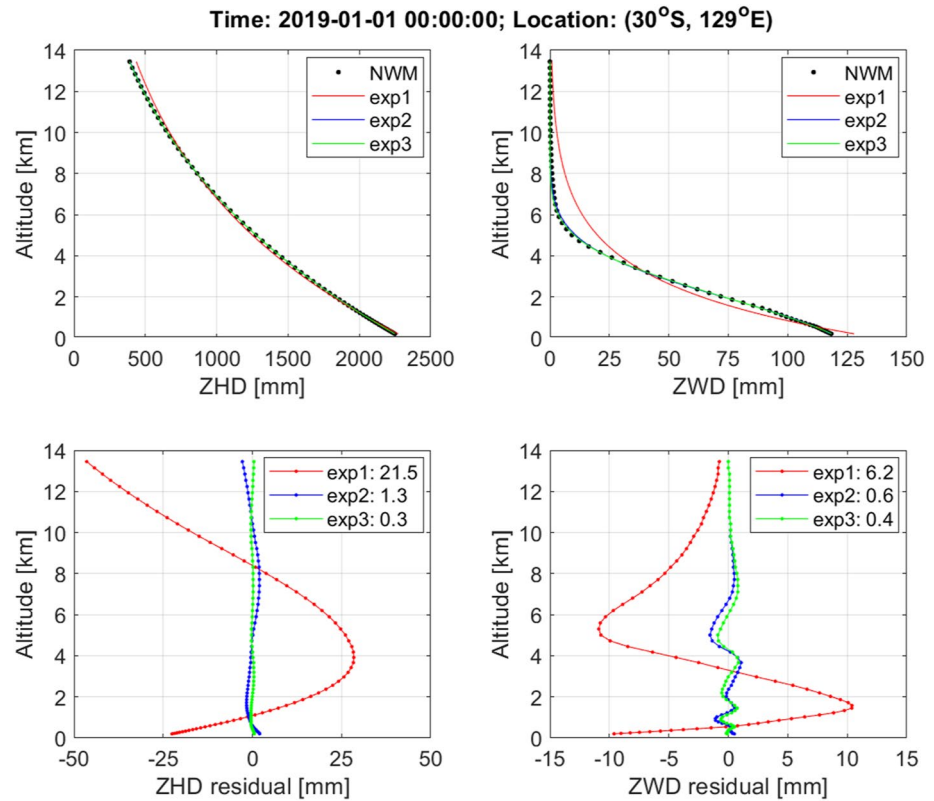 Time: 2019-01-01 00:00:00; Location: (30°S, 129°E)
14
12
10
8
6
4
2
0
Altitude [km]
NWM
exp1
exp2
exp3
0 500 1000 1500 2000 2500
ZHD [mm]
14
12
10
8
6
4
2
0
Altitude [km]
NWM
exp1
exp2
exp3
0 25 50 75 100 125 150
ZWD [mm]
14
12
10
8
6
4
2
0
Altitude [km]
exp1: 21.5
exp2: 1.3
exp3: 0.3
-50 -25 0 25 50
ZHD residual [mm]
14
12
10
8
6
4
2
0
Altitude [km]
exp1: 6.2
exp2: 0.6
exp3: 0.4
-15 -10 -5 0 5 10 15
ZWD residual [mm]